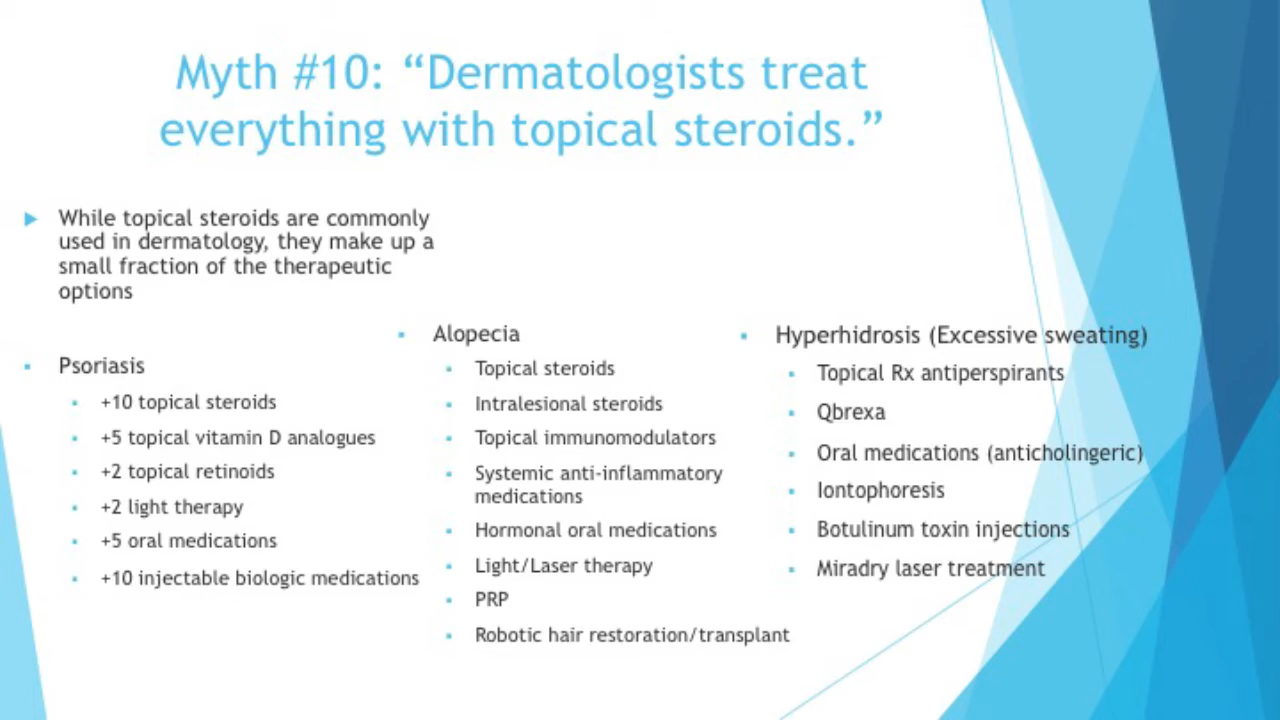 Myth #10: “Dermatologists treat
everything with topical steroids.”
While topical steroids are commonly
used in dermatology, they make up a
small fraction of the therapeutic
options
Psoriasis
+10 topical steroids
+5 topical vitamin D analogues
+2 topical retinoids
+2 light therapy
+5 oral medications
+10 injectable biologic medications
Alopecia
Topical steroids
Intralesional steroids
Topical immunomodulators
Systemic anti-inflammatory
medications
Hormonal oral medications
Light/Laser therapy
PRP
Robotic hair restoration/transplant
Hyperhidrosis (Excessive sweating)
Topical Rx antiperspirants
Qbrexa
Oral medications (anticholingeric)
Iontophoresis
Botulinum toxin injections
Miradry laser treatment